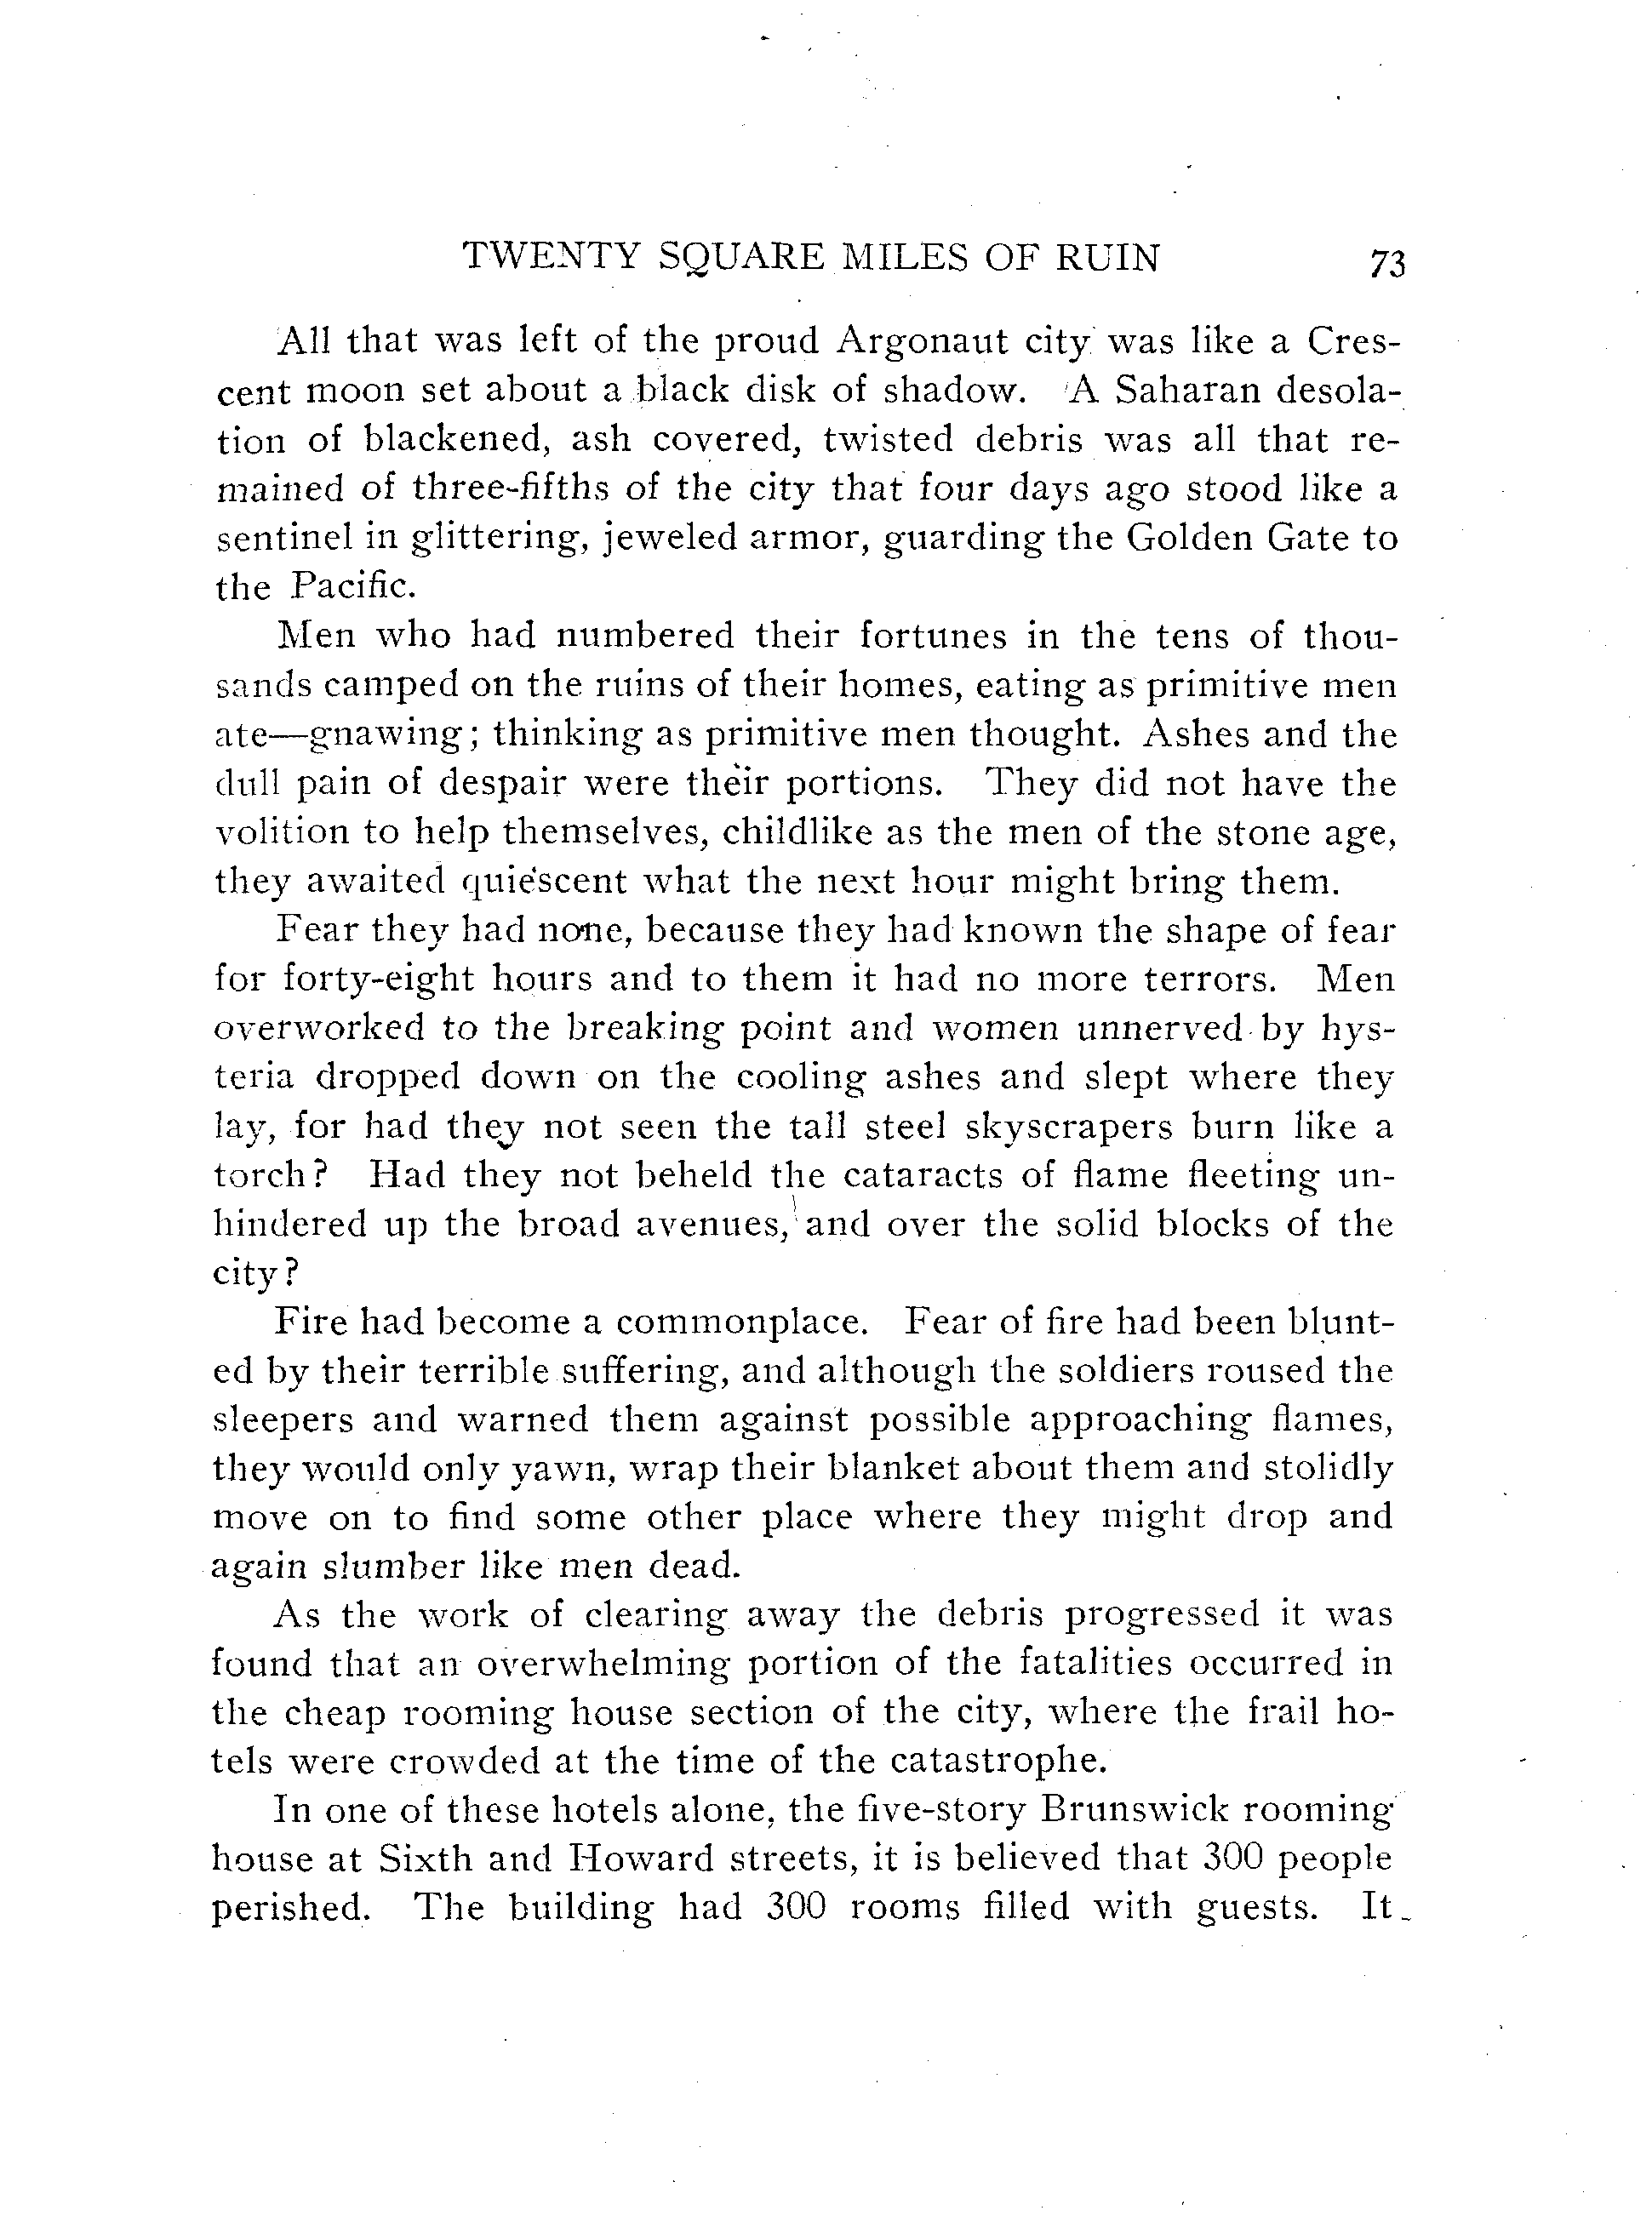 TWENTY SQUARE MILES OF RUIN 73
All that was left of the proud Argonaut city was like a Cres-
cent moon set about a black disk of shadow. A Saharan desola-
tion of blackened, ash covered, twisted debris was all that re-
mained of three-fifths of the city that four days ago stood like a
sentinel in glittering, jeweled armor, guarding the Golden Gate to
the Pacific.
Men who had numbered their fortunes in the tens of thou-
sands camped on the ruins of their homes, eating as primitive men
ate—gnawing; thinking as primitive men thought. Ashes and the
dull pain of despair were their portions. They did not have the
volition to help themselves, childlike as the men of the stone age,
they awaited quiescent what the next hour might bring them.
Fear they had none, because they had known the shape of fear
for forty-eight hours and to them it had no more terrors. Men
overworked to the breaking point and women unnerved by hys-
teria dropped down on the cooling ashes and slept where they
lay, for had they not seen the tall steel skyscrapers burn like a
torch? Had they not beheld the cataracts of flame fleeting un-
hindered up the broad avenues, and over the solid blocks of the
city?
Fire had become a commonplace. Fear of fire had been blunt-
ed by their terrible suffering, and although the soldiers roused the
sleepers and warned them against possible approaching flames,
they would only yawn, wrap their blanket about them and stolidly
move on to find some other place where they might drop and
again slumber like men dead.
As the work of clearing away the debris progressed it was
found that an overwhelming portion of the fatalities occurred in
the cheap rooming house section of the city, where the frail ho-
tels were crowded at the time of the catastrophe.
In one of these hotels alone, the five-story Brunswick rooming
house at Sixth and Howard streets, it is believed that 300 people
perished. The building had 300 rooms filled with guests. It